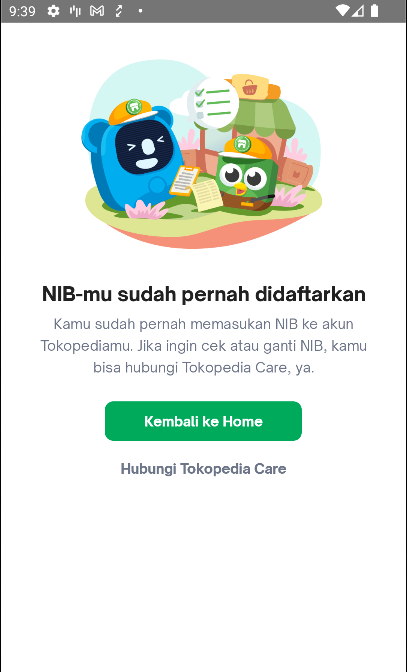 9:39
NIB-mu sudah pernah didaftarkan
Kamu sudah pernah memasukan NIB ke akun
Tokopediamu. Jika ingin cek atau ganti NIB, kamu
bisa hubungi Tokopedia Care, ya.
Kembali ke Home
Hubungi Tokopedia Care